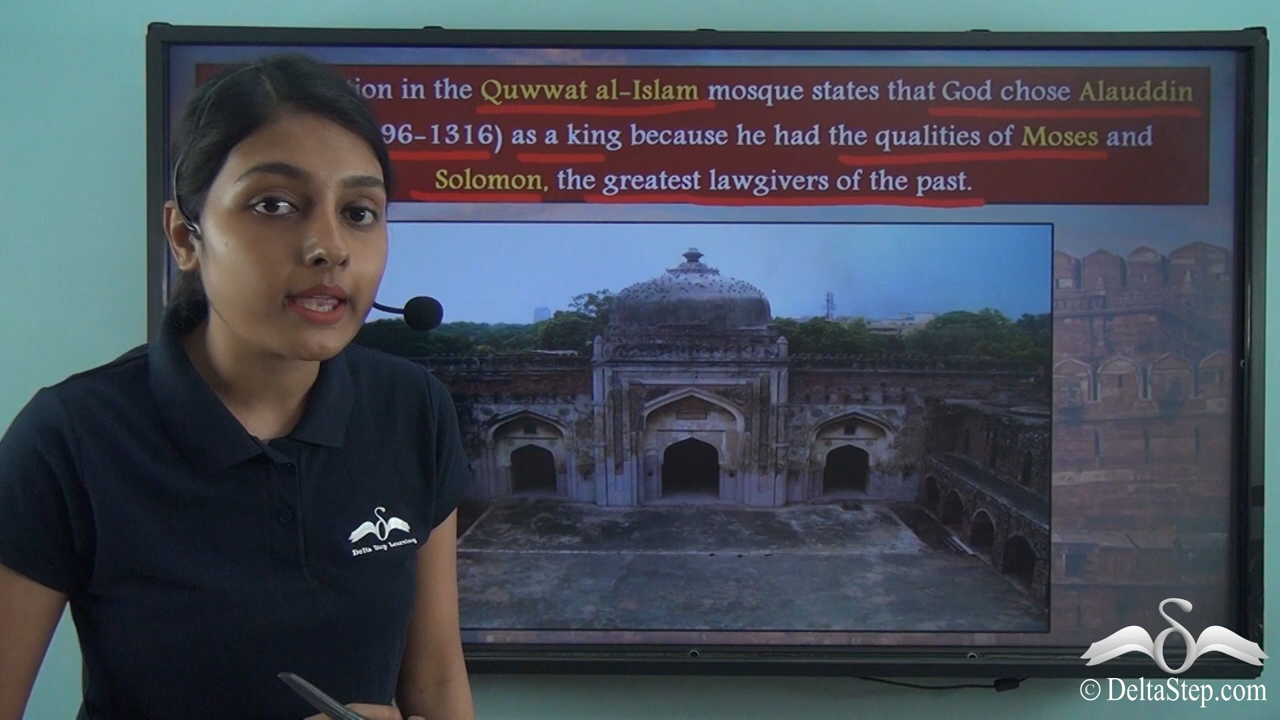 tion in the Quwwat al-Islam mosque states that God chose Alauddin
96-1316) as a king because he had the qualities of Moses and
Solomon, the greatest lawgivers of the past.
Delta Step Learning
© DeltaStep.com